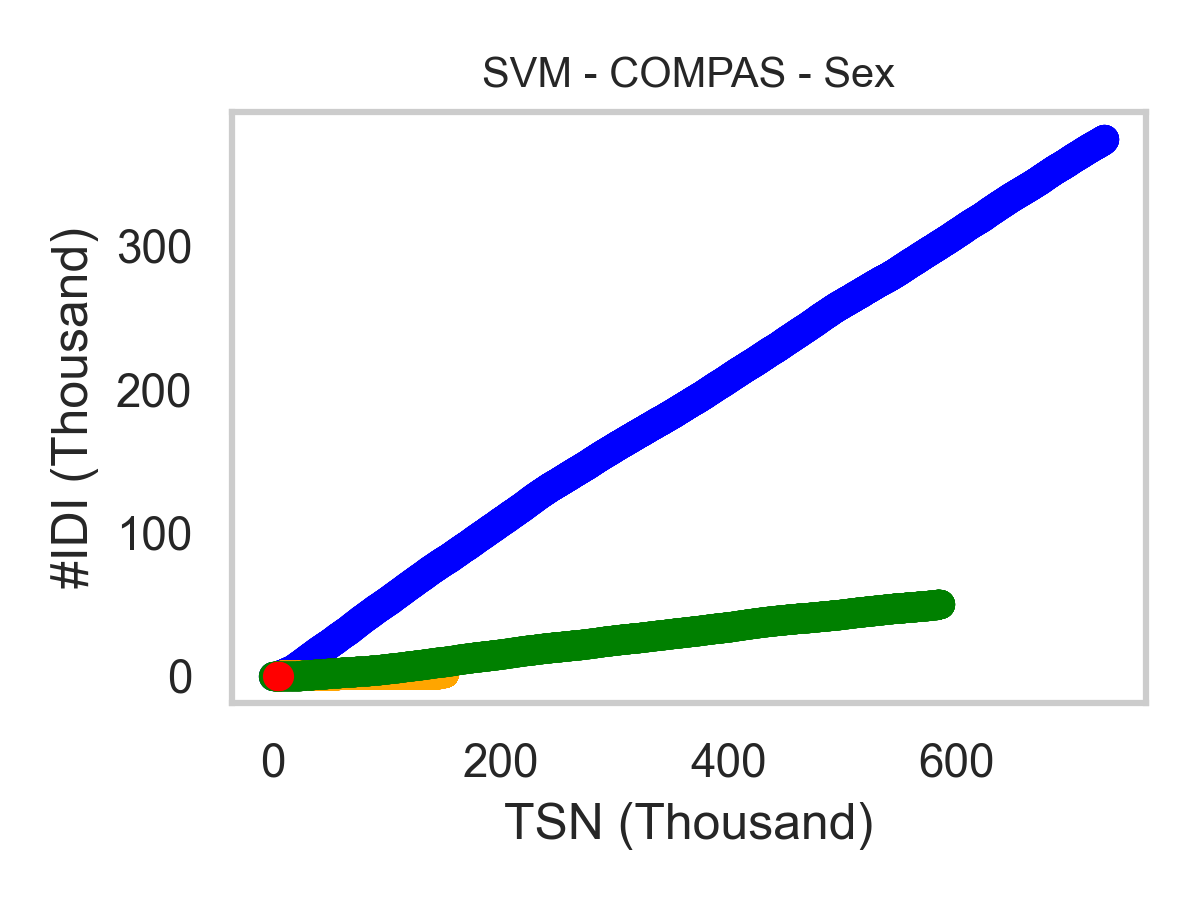 SVM - COMPAS - Sex
#IDI (Thousand)
300
200
100
0
0 200 400 600
TSN (Thousand)